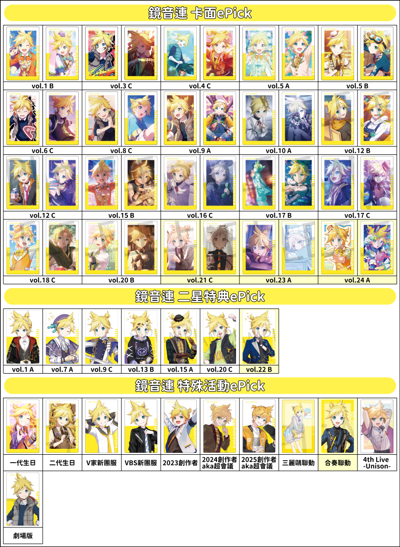 鏡音連 卡面ePick
vol.1 B vol.3 C vol.4 C vol.5 A vol.5 B
vol.6 C vol.8 C vol.9 A vol.10 A vol.12 B
vol.12 C vol.15 B vol.16 C vol.17 B vol.17 C
vol.18 C vol.20 B vol.21 C vol.23 A vol.24 A
鏡音連 二星特典ePick
vol.1 A vol.7 A vol.9 C vol.13 B vol.15 A vol.20 C vol.22 B
鏡音連 特殊活動ePick
一代生日 二代生日 V家新團服 VBS新團服 2023創作者 2024創作者 2025創作者 三麗鷗聯動 合奏聯動 4th Live
aka超會議 aka超會議 -Unison-
劇場版